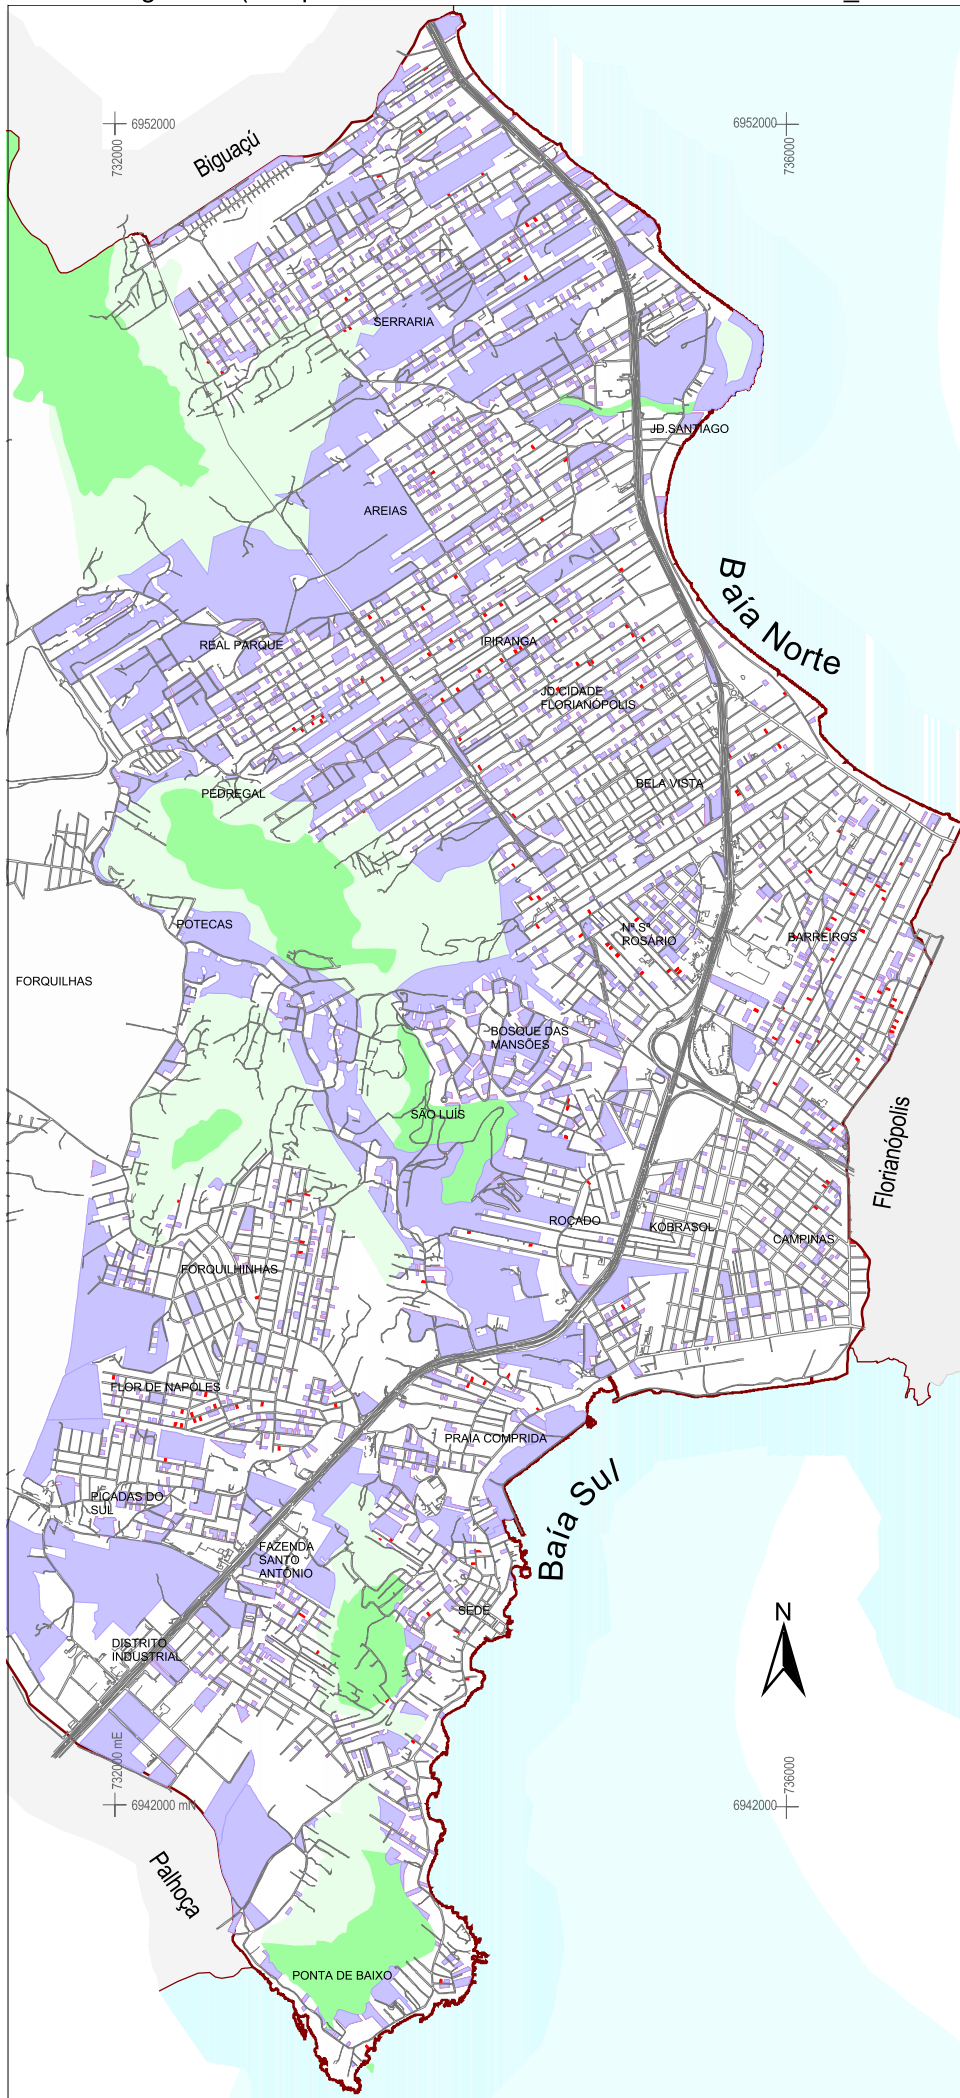 6952000
732000
6952000
736000
Biguaçú
SERRARIA
JD.SANTIAGO
AREIAS
Baía Norte
REAL PARQUE
IPIRANGA
JD.CIDADE
FLORIANÓPOLIS
BELA VISTA
PEDREGAL
POTECAS
Nª Sª
ROSÁRIO
BARREIROS
FORQUILHAS
BOSQUE DAS
MANSÕES
SÃO LUÍS
Florianópolis
ROÇADO
KOBRASOL
CAMPINAS
FORQUILHINHAS
FLOR DE NAPOLES
PRAIA COMPRIDA
Baía Sul
PICADAS DO
SUL
FAZENDA
SANTO
ANTÔNIO
SEDE
N
DISTRITO
INDUSTRIAL
732000 mE
6942000 mN
736000
6942000
Palhoça
PONTA DE BAIXO